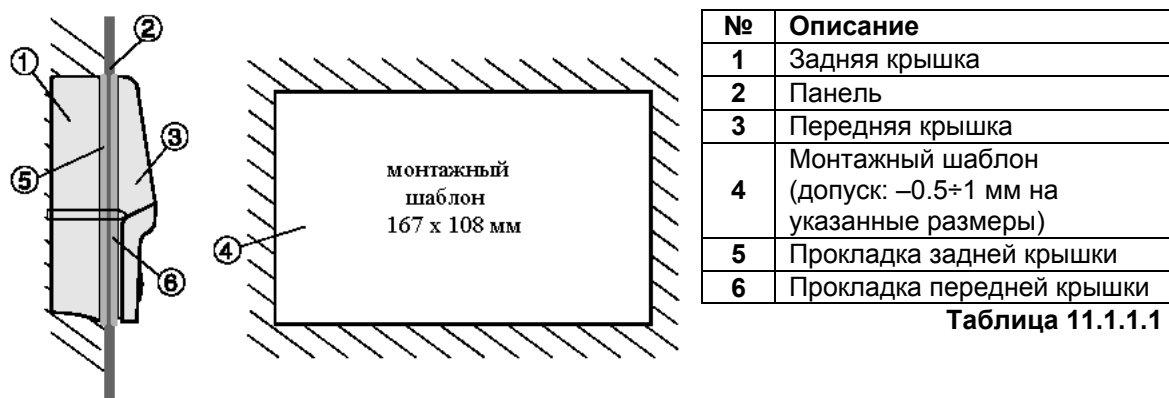 ①
②
③
⑤
④
⑥
монтажный
шаблон
167 x 108 мм
№ Описание
1 Задняя крышка
2 Панель
3 Передняя крышка
4 Монтажный шаблон
(допуск: –0.5÷1 мм на
указанные размеры)
5 Прокладка задней крышки
6 Прокладка передней крышки
Таблица 11.1.1.1